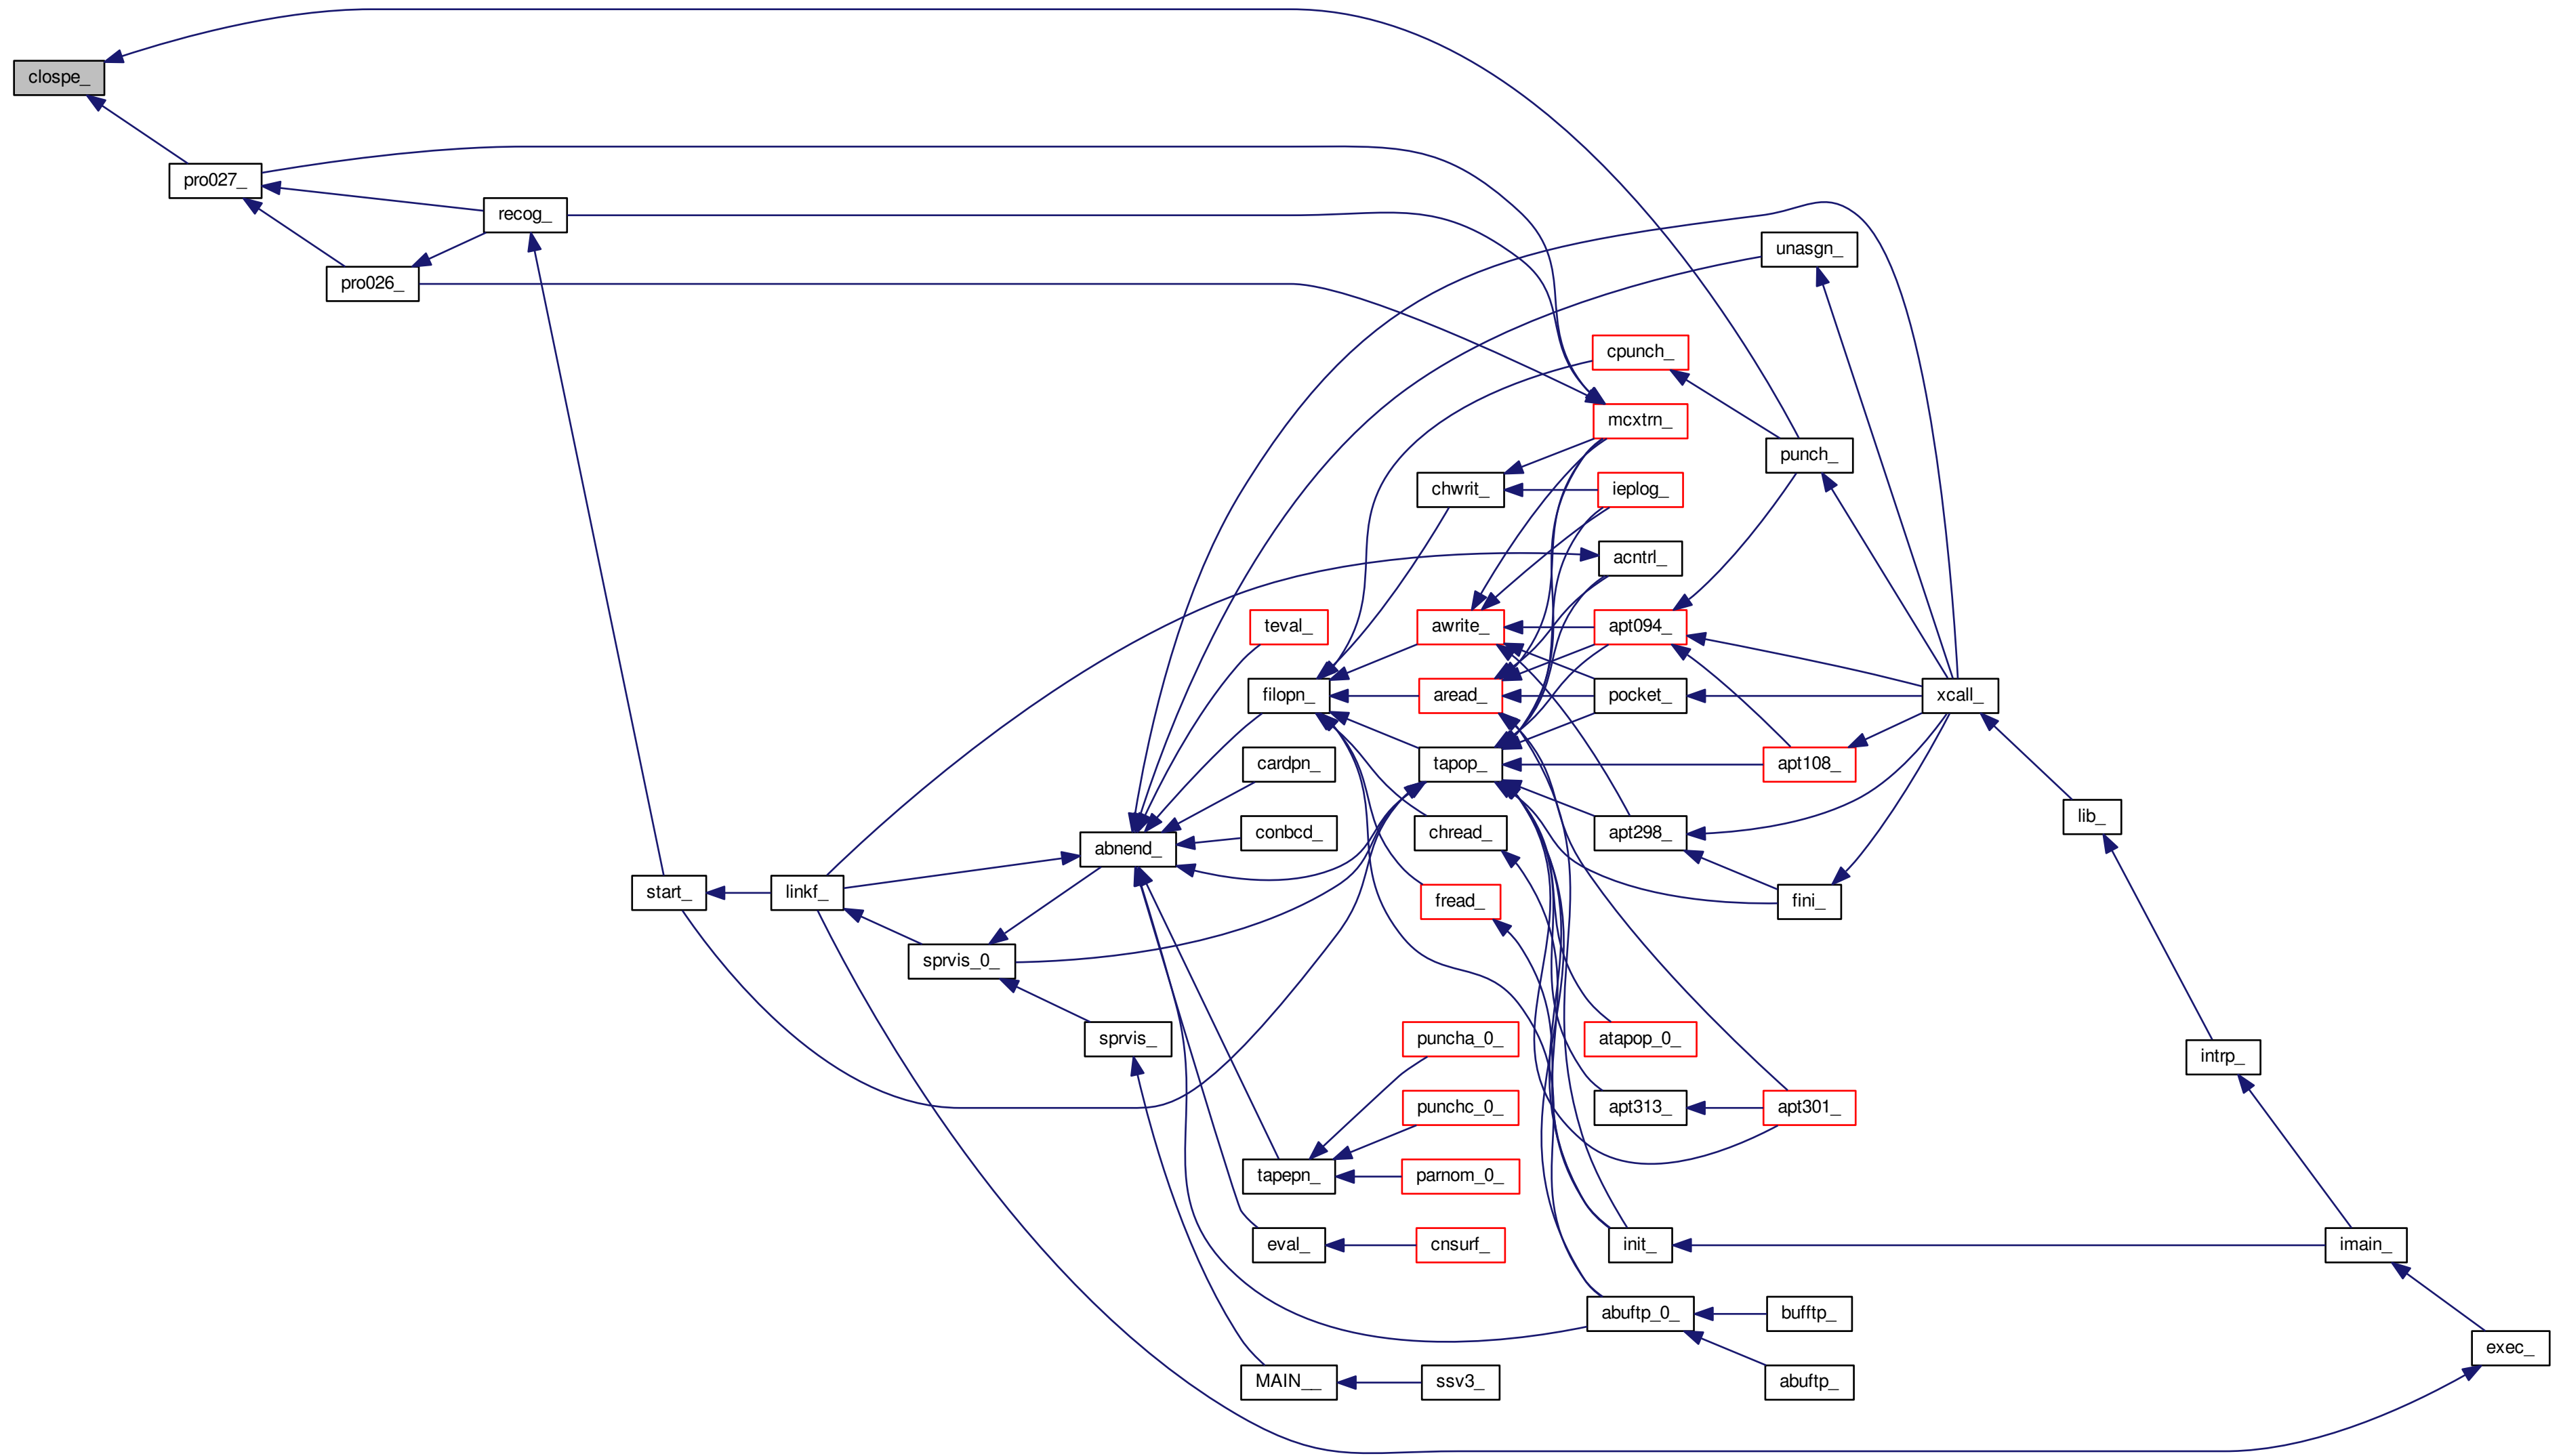 clospe_
pro027_
recog_
pro026_
unasgn_
cpunch_
mcxtrn_
punch_
chwrit_
ieplog_
acntrl_
teval_
awrite_
apt094_
filopn_
aread_
pocket_
xcall_
cardpn_
tapop_
apt108_
lib_
conbcd_
chread_
apt298_
abnend_
start_
linkf_
fread_
fini_
sprvis_0_
sprvis_
puncha_0_
atapop_0_
intrp_
punchc_0_
apt313_
apt301_
tapepn_
parnom_0_
eval_
cnsurf_
init_
imain_
abuftp_0_
bufftp_
exec_
MAIN__
ssv3_
abuftp_